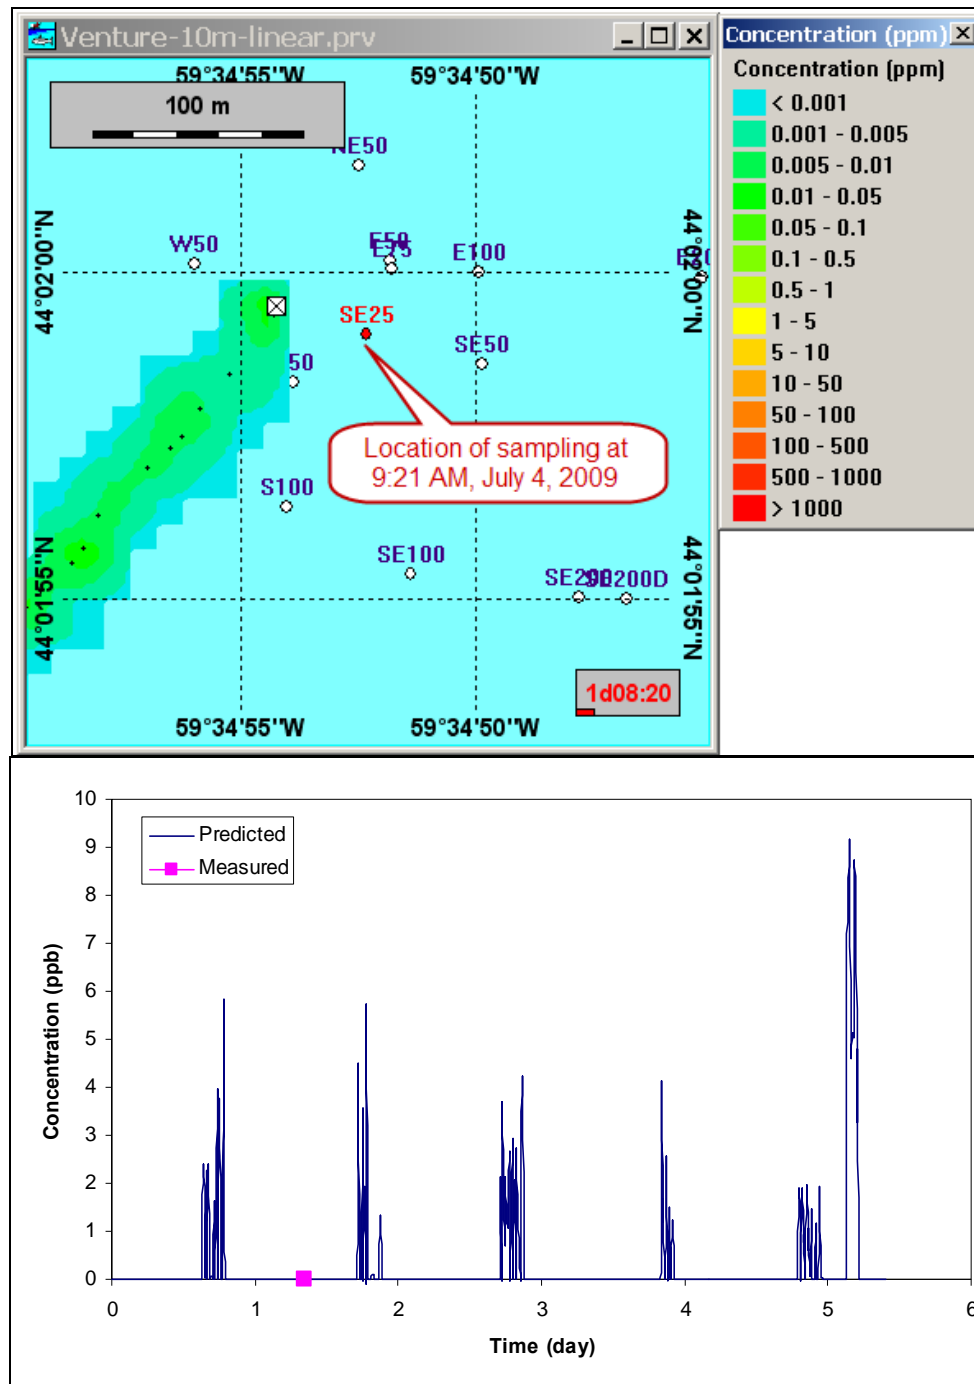 Venture-10m-linear.prv
Concentration (ppm)
59°34'55"W 59°34'50"W
100 m
NE50
W50
E50
E75
E100
44°02'00"N
44°02'00"N
SE25
SE50
50
Location of sampling at
9:21 AM, July 4, 2009
S100
SE100
SE200
SE200D
44°01'55"N
44°01'55"N
1d08:20
59°34'55"W 59°34'50"W
Concentration (ppm)
< 0.001
0.001 - 0.005
0.005 - 0.01
0.01 - 0.05
0.05 - 0.1
0.1 - 0.5
0.5 - 1
1 - 5
5 - 10
10 - 50
50 - 100
100 - 500
500 - 1000
> 1000
Predicted
Measured
Concentration (ppb)
10
9
8
7
6
5
4
3
2
1
0
0 1 2 3 4 5 6
Time (day)